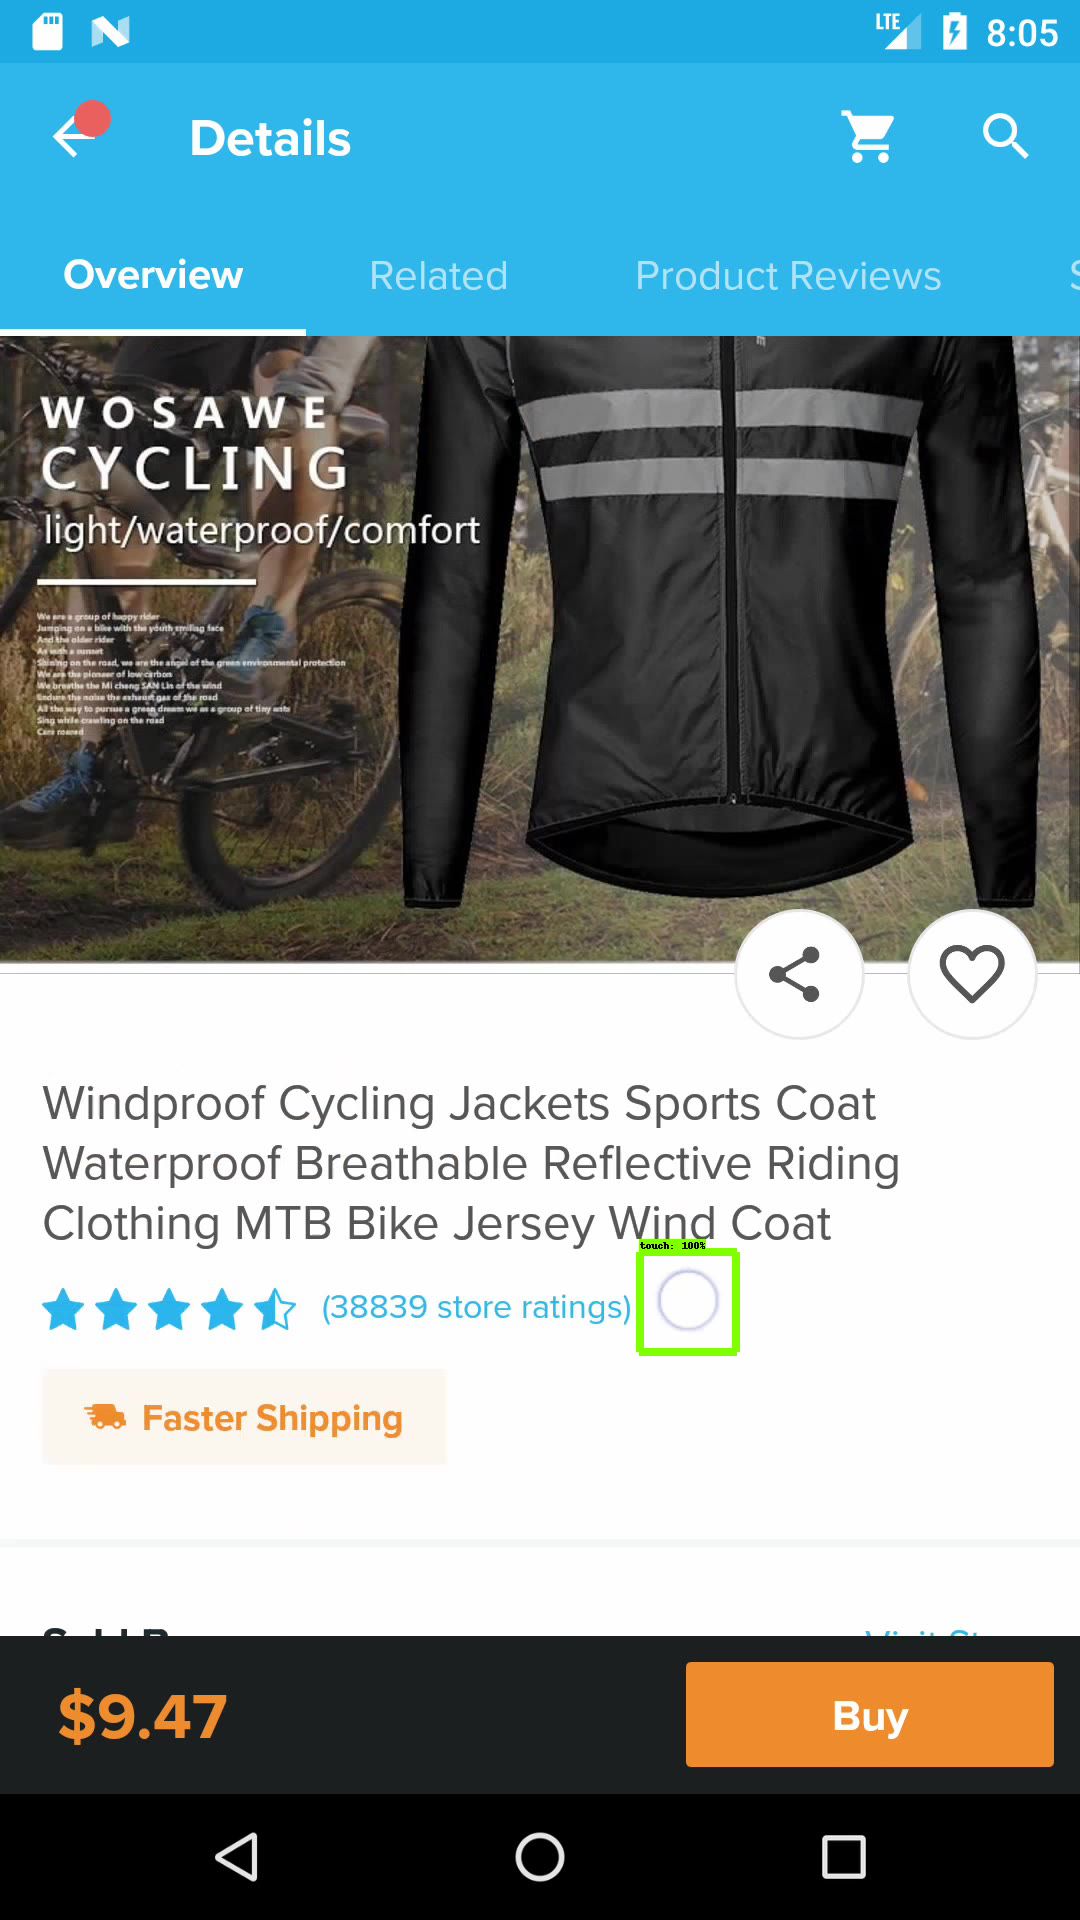 LTE 8:05
Details
Overview Related Product Reviews S
WOSAWE
CYCLING
light/waterproof/comfort
We are a group of happy rider
Jumping on a bike with the youth smiling face
And the older rider
As with a sunset
Shining on the road, we are the angel of the green environmental protection
We are the pioneer of low carbon
We breathe the Mi cheng SAN Lin of the wind
Endure the noise the exhaust gas of the road
All the way to pursue a green dream we as a group of tiny ants
Sing while crawling on the road
Care roared
Windproof Cycling Jackets Sports Coat
Waterproof Breathable Reflective Riding
Clothing MTB Bike Jersey Wind Coat
touch: 100%
(38839 store ratings)
Faster Shipping
$9.47 Buy